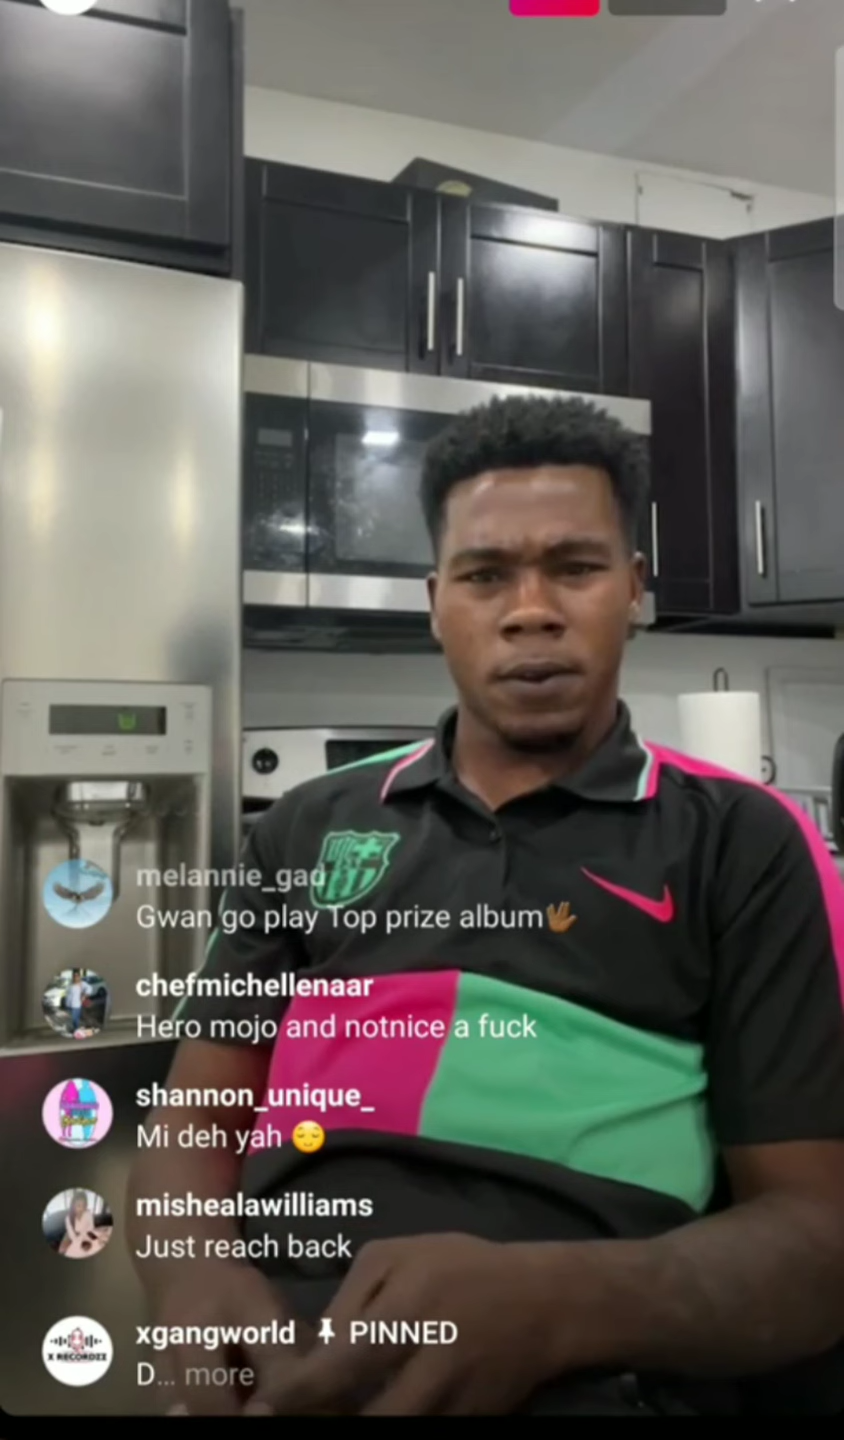 melannie_gad
Gwan go play Top prize album🖖🏾
chefmichellenaar
Hero mojo and notnice a fuck
shannon_unique_
Mi deh yah 😌
mishealawilliams
Just reach back
xgangworld 📌 PINNED
D... more
X RECORDZZ